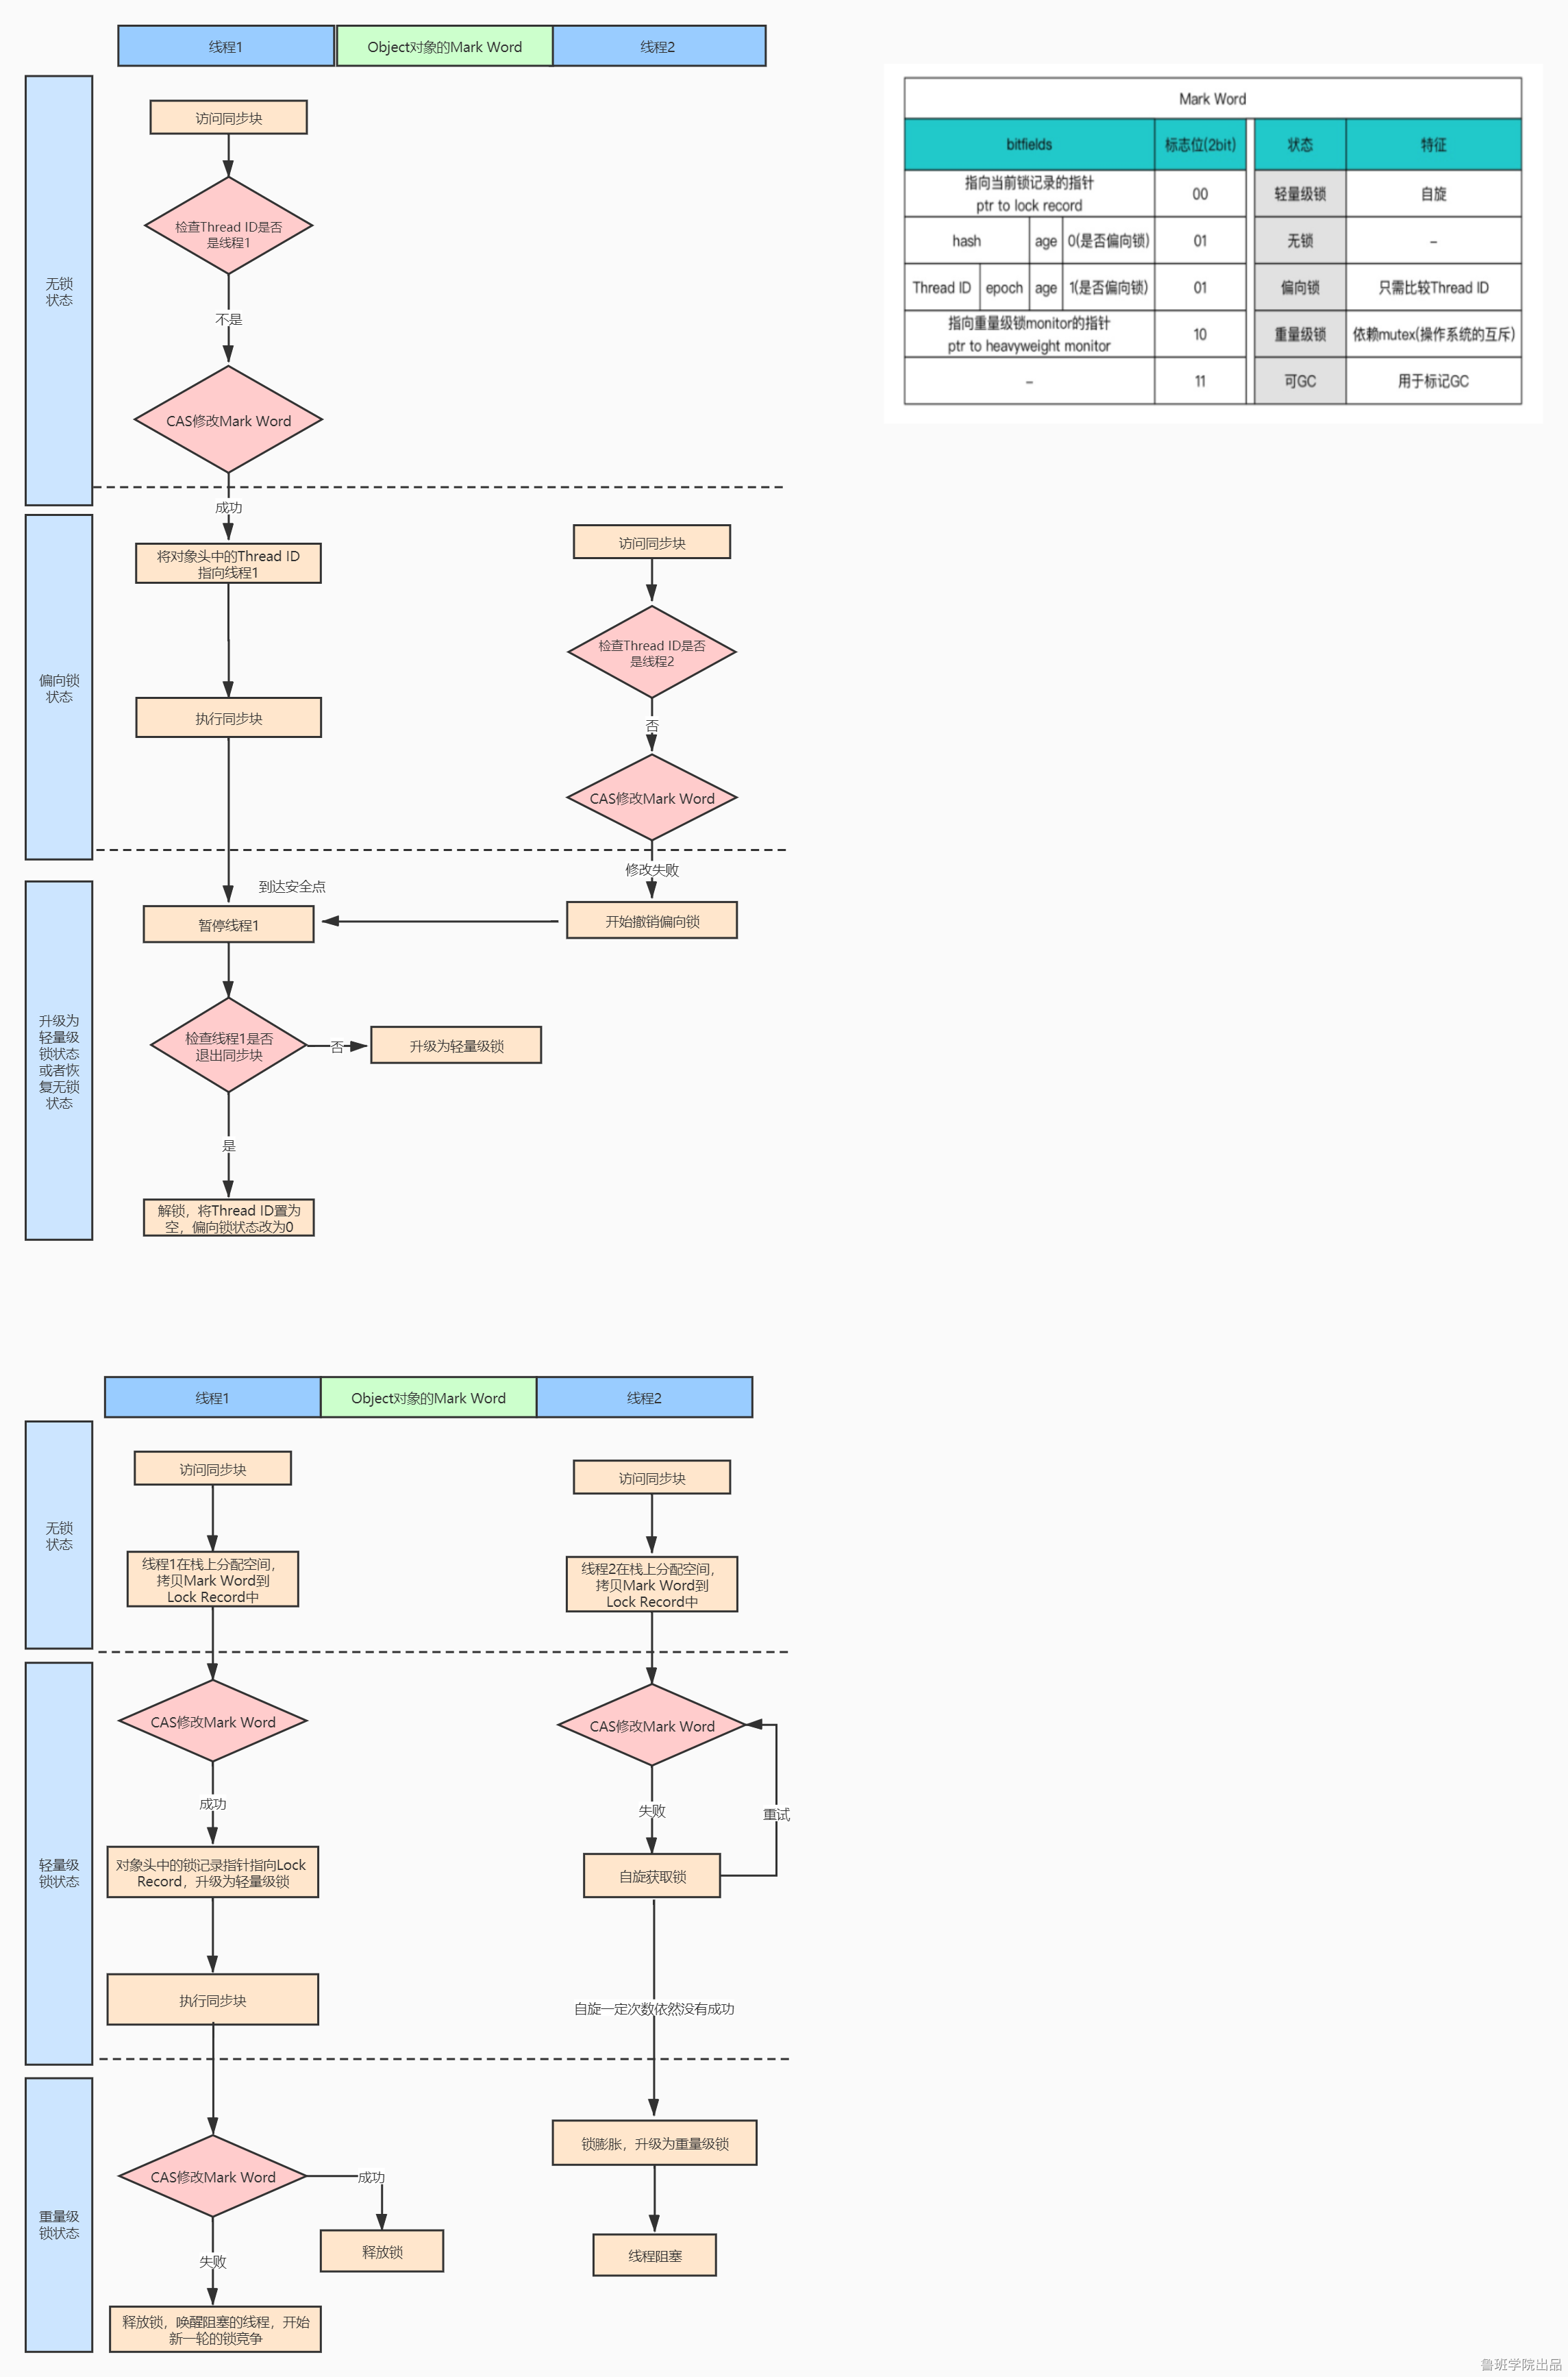 线程1
Object对象的Mark Word
线程2
无锁
状态
访问同步块
检查Thread ID是否
是线程1
不是
CAS修改Mark Word
成功
偏向锁
状态
将对象头中的Thread ID
指向线程1
执行同步块
访问同步块
检查Thread ID是否
是线程2
否
CAS修改Mark Word
修改失败
升级为
轻量级
锁状态
或者恢
复无锁
状态
到达安全点
暂停线程1
开始撤销偏向锁
检查线程1是否
退出同步块
否
升级为轻量级锁
是
解锁，将Thread ID置为
空，偏向锁状态改为0
Mark Word
bitfields
标志位(2bit)
状态
特征
指向当前锁记录的指针
ptr to lock record
00
轻量级锁
自旋
hash
age
0(是否偏向锁)
01
无锁
–
Thread ID
epoch
age
1(是否偏向锁)
01
偏向锁
只需比较Thread ID
指向重量级锁monitor的指针
ptr to heavyweight monitor
10
重量级锁
依赖mutex(操作系统的互斥)
–
11
可GC
用于标记GC
线程1
Object对象的Mark Word
线程2
无锁
状态
访问同步块
线程1在栈上分配空间，
拷贝Mark Word到
Lock Record中
访问同步块
线程2在栈上分配空间，
拷贝Mark Word到
Lock Record中
轻量级
锁状态
CAS修改Mark Word
成功
对象头中的锁记录指针指向Lock
Record，升级为轻量级锁
执行同步块
CAS修改Mark Word
失败
重试
自旋获取锁
自旋一定次数依然没有成功
重量级
锁状态
CAS修改Mark Word
成功
释放锁
失败
释放锁，唤醒阻塞的线程，开始
新一轮的锁竞争
锁膨胀，升级为重量级锁
线程阻塞
鲁班学院出品